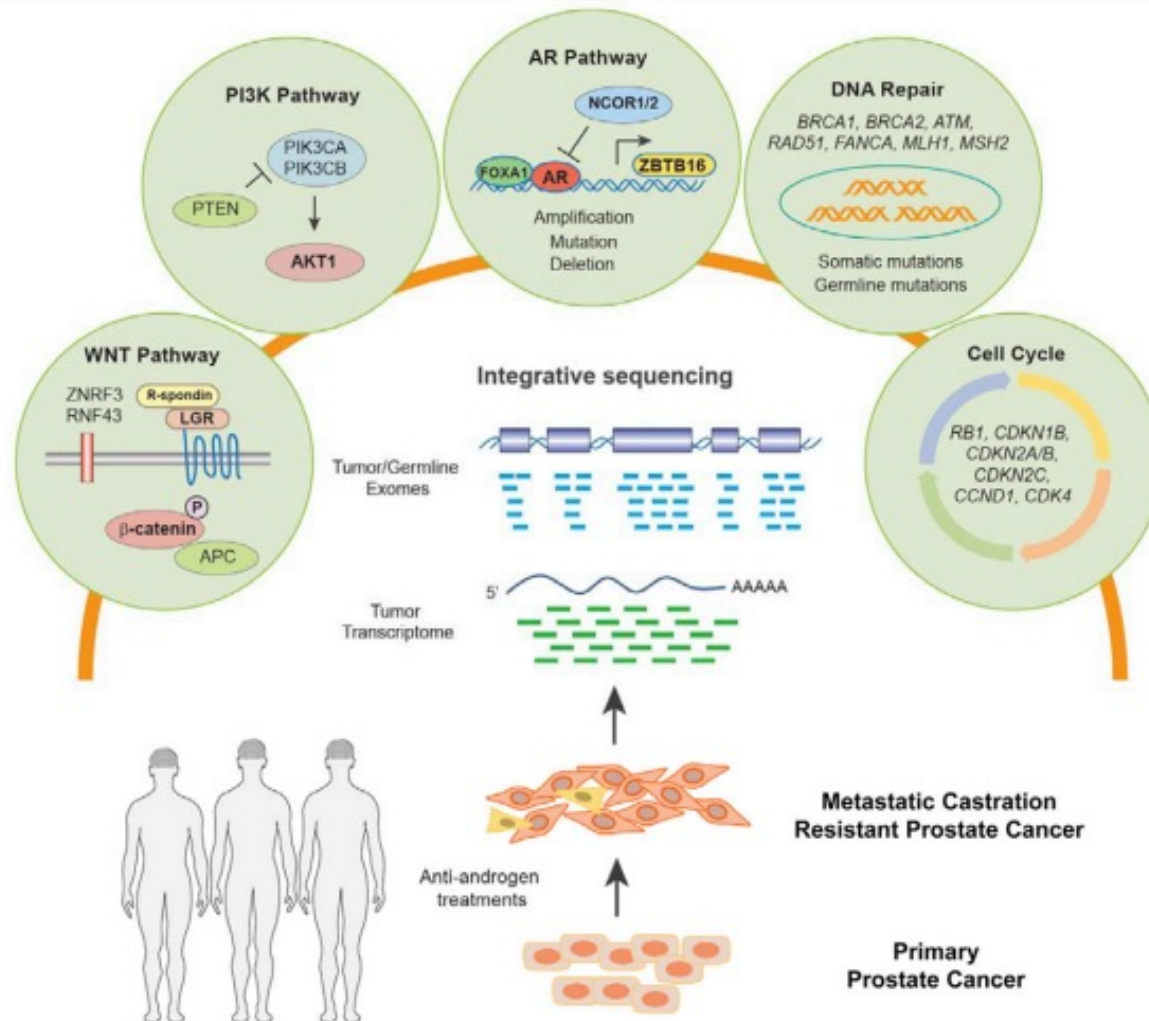 AR Pathway
NCOR1/2
FOXA1
AR
ZBTB16
Amplification
Mutation
Deletion
PI3K Pathway
PIK3CA
PIK3CB
PTEN
AKT1
DNA Repair
BRCA1, BRCA2, ATM,
RAD51, FANCA, MLH1, MSH2
Somatic mutations
Germline mutations
WNT Pathway
ZNRF3
RNF43
R-spondin
LGR
P
β-catenin
APC
Cell Cycle
RB1, CDKN1B,
CDKN2A/B,
CDKN2C,
CCND1, CDK4
Integrative sequencing
Tumor/Germline
Exomes
5'
AAAAA
Tumor
Transcriptome
Metastatic Castration
Resistant Prostate Cancer
Anti-androgen
treatments
Primary
Prostate Cancer